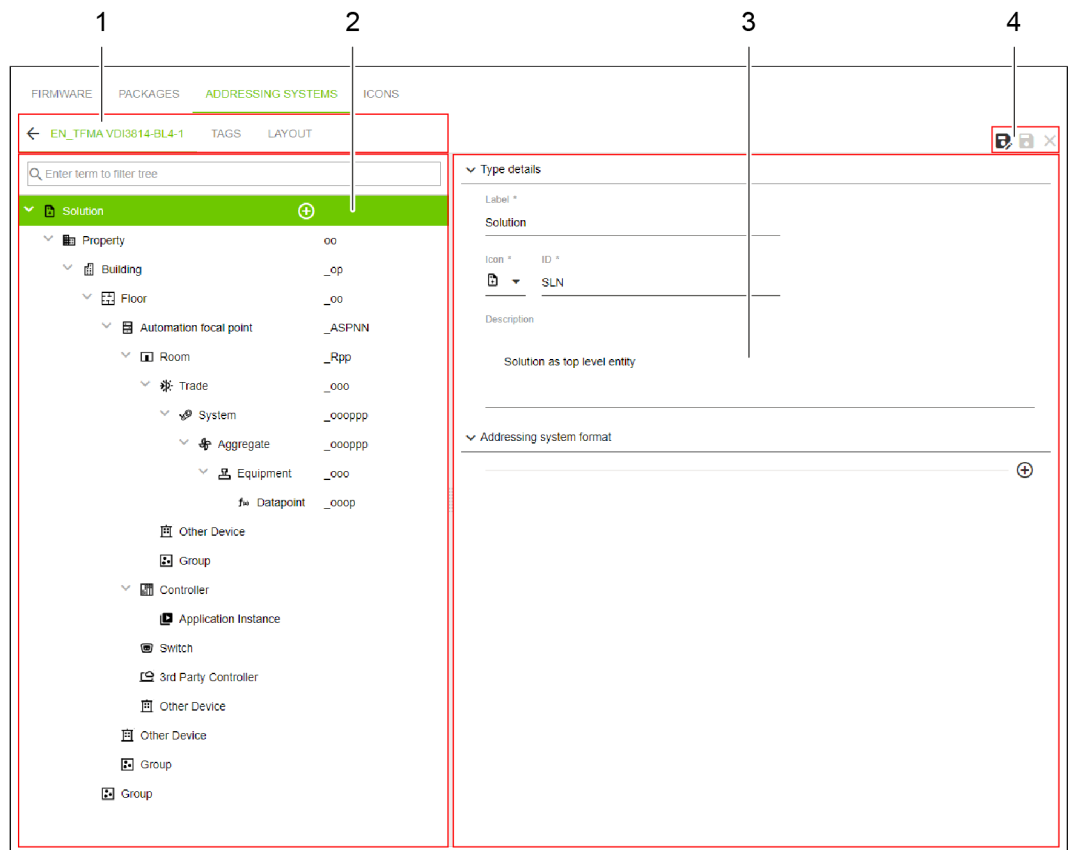 1 2 3 4
FIRMWARE PACKAGES ADDRESSING SYSTEMS ICONS
EN_TFMA VDI3814-BL4-1 TAGS LAYOUT
Enter term to filter tree
Solution
Property oo
Building _op
Floor _oo
Automation focal point _ASPNN
Room _Rpp
Trade _ooo
System _oooppp
Aggregate _oooppp
Equipment _ooo
Datapoint _ooop
Other Device
Group
Controller
Application Instance
Switch
3rd Party Controller
Other Device
Other Device
Group
Group
Type details
Label *
Solution
Icon * ID *
SLN
Description
Solution as top level entity
Addressing system format